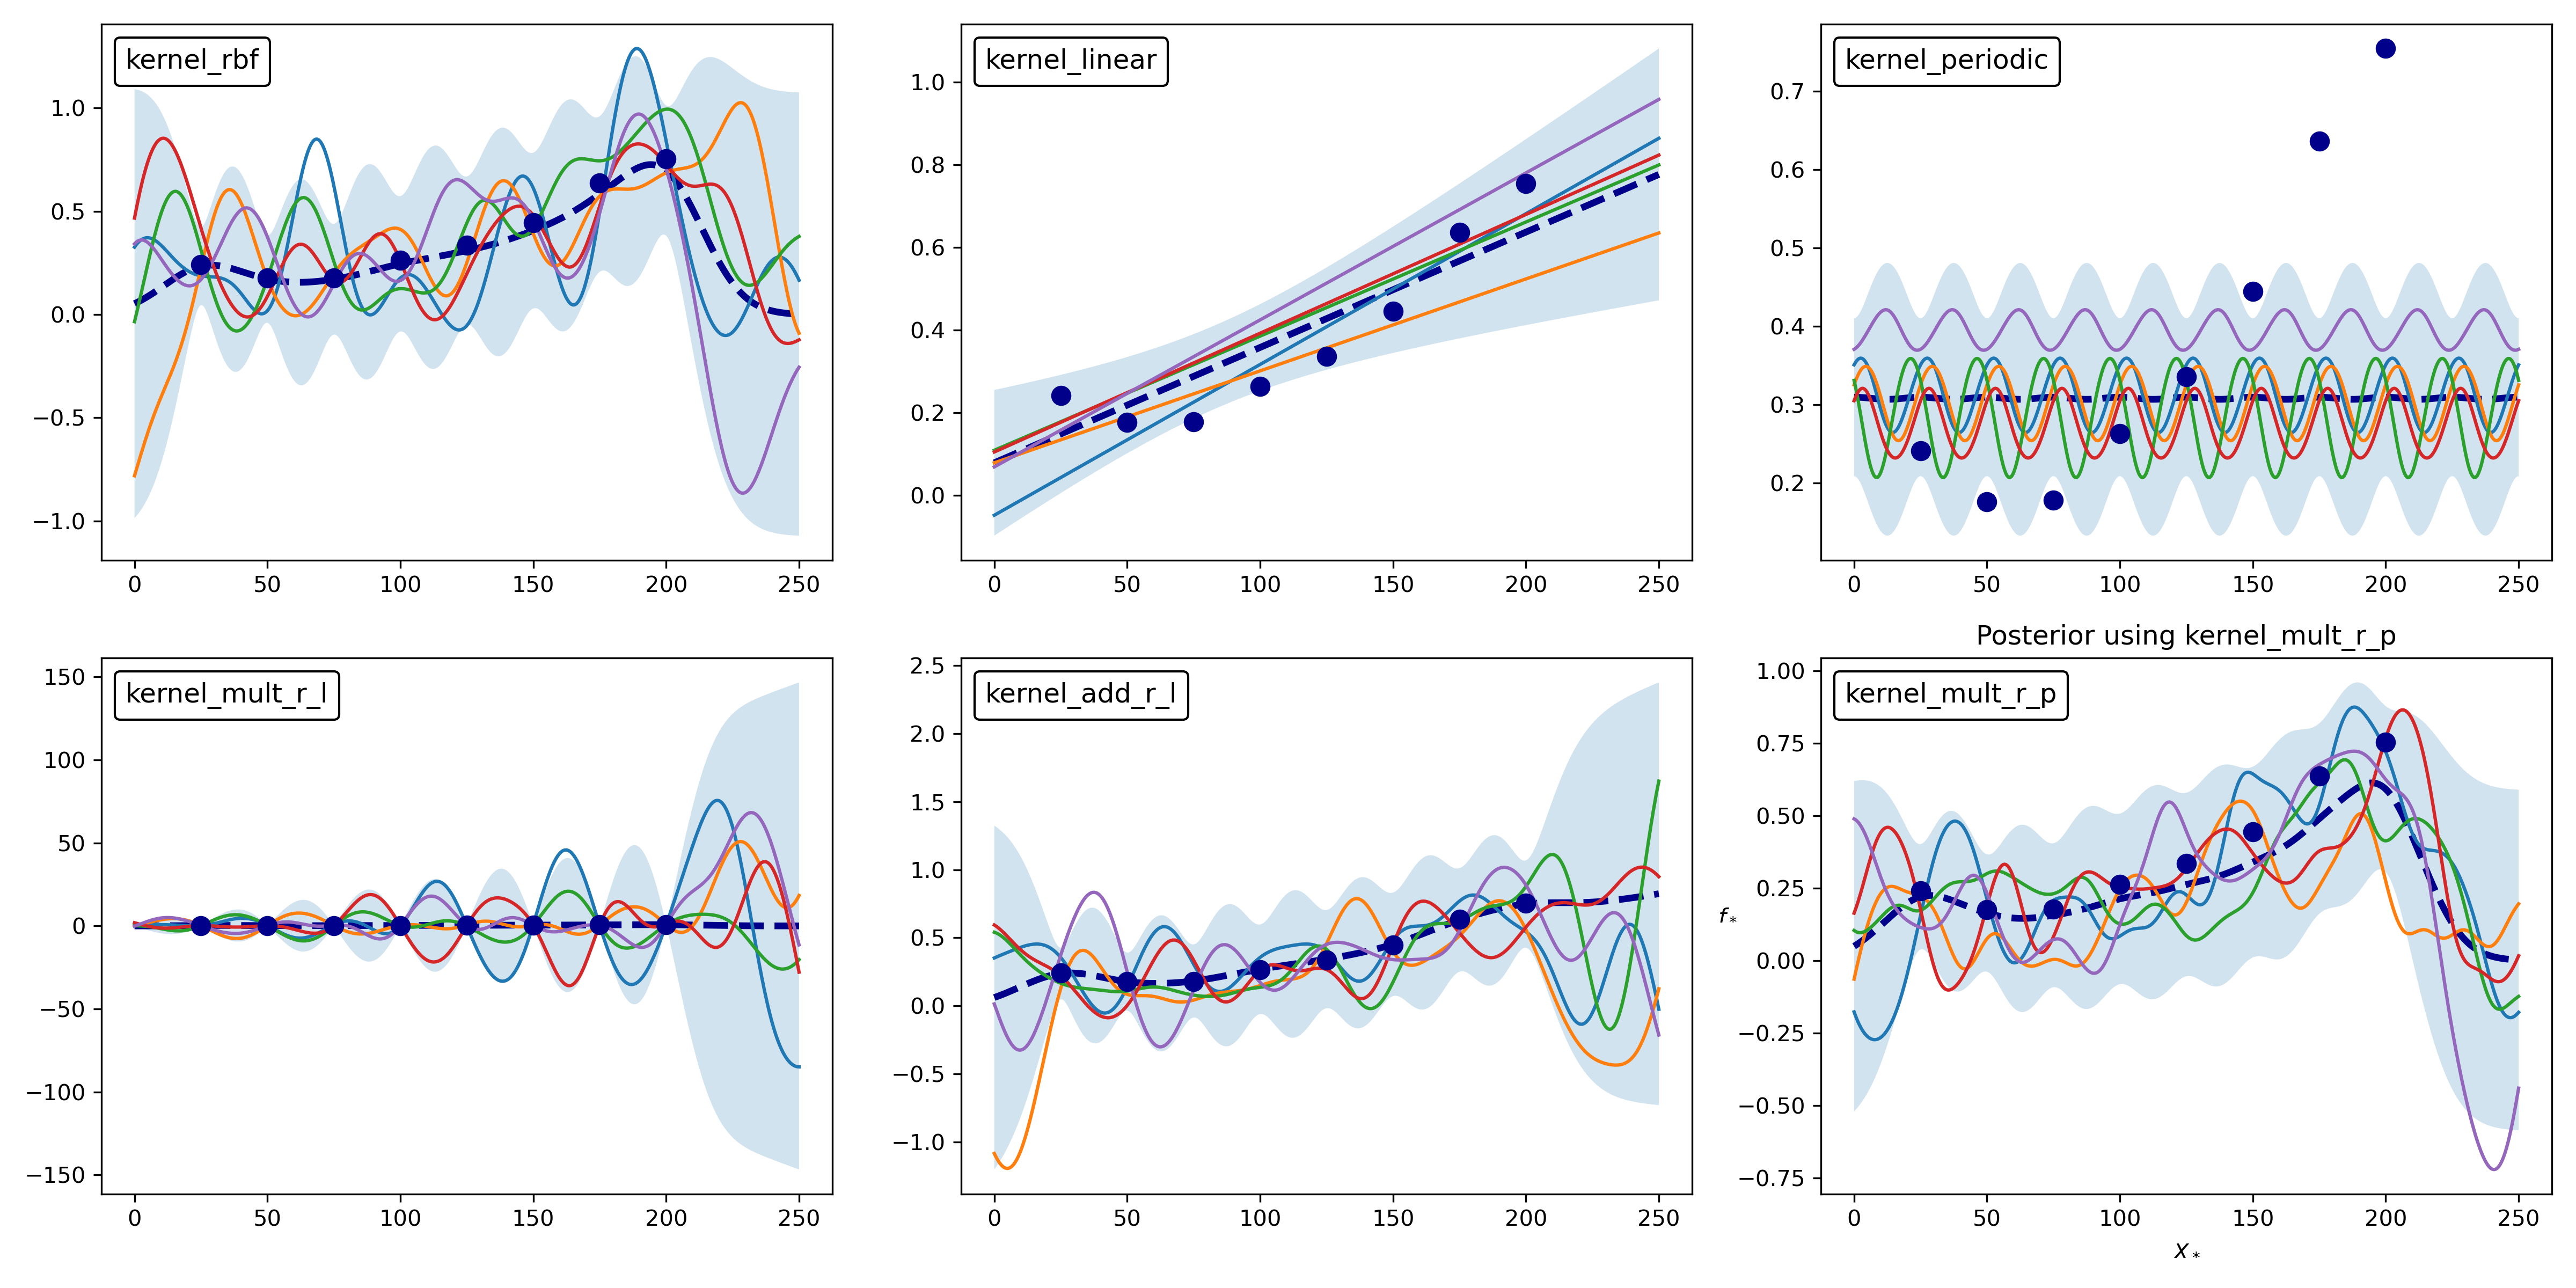 kernel_rbf
1.0
0.5
0.0
−0.5
−1.0
0 50 100 150 200 250
kernel_linear
1.0
0.8
0.6
0.4
0.2
0.0
0 50 100 150 200 250
kernel_periodic
0.7
0.6
0.5
0.4
0.3
0.2
0 50 100 150 200 250
kernel_mult_r_l
150
100
50
0
−50
−100
−150
0 50 100 150 200 250
kernel_add_r_l
2.5
2.0
1.5
1.0
0.5
0.0
−0.5
−1.0
0 50 100 150 200 250
Posterior using kernel_mult_r_p
kernel_mult_r_p
1.00
0.75
0.50
0.25
0.00
−0.25
−0.50
−0.75
f*
0 50 100 150 200 250
X*